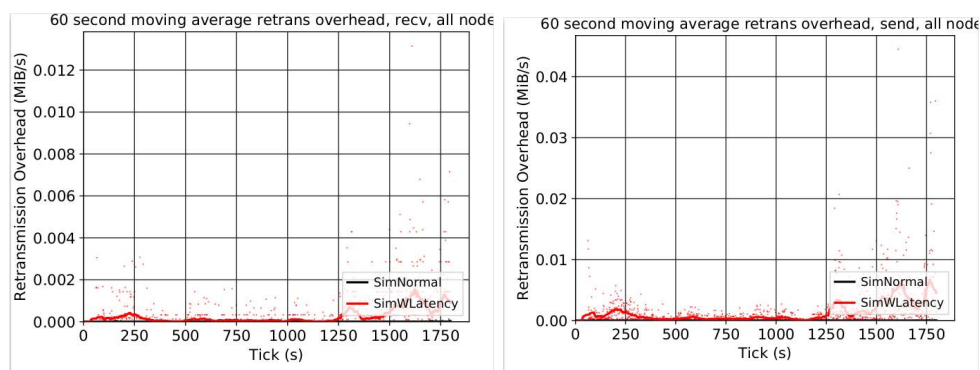 60 second moving average retrans overhead, recv, all node
Retransmission Overhead (MiB/s)
0.012
0.010
0.008
0.006
0.004
0.002
0.000
SimNormal
SimWLatency
0 250 500 750 1000 1250 1500 1750
Tick (s)
60 second moving average retrans overhead, send, all node
Retransmission Overhead (MiB/s)
0.04
0.03
0.02
0.01
0.00
SimNormal
SimWLatency
0 250 500 750 1000 1250 1500 1750
Tick (s)